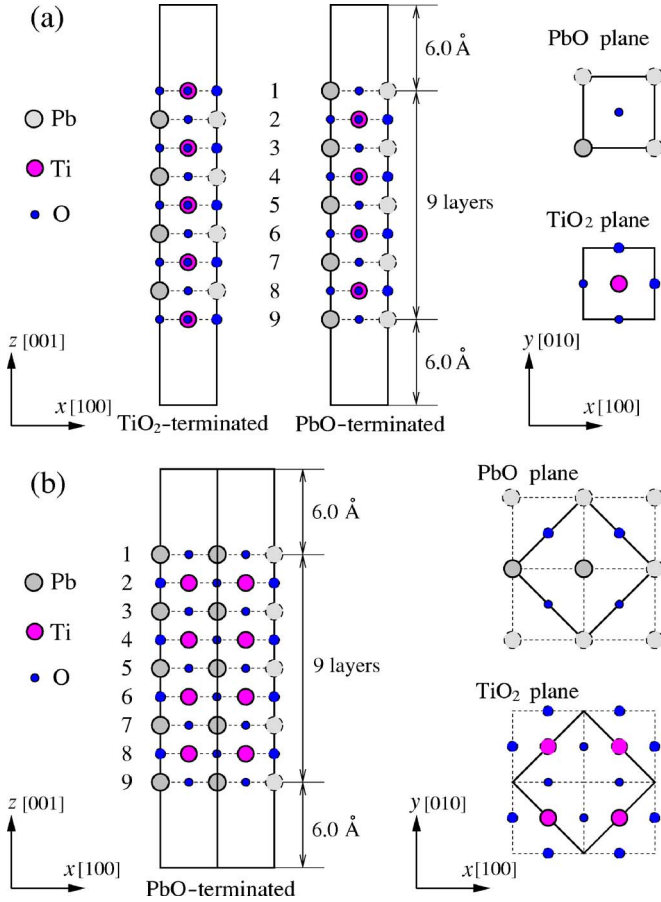 (a)
6.0 Å
PbO plane
Pb
Ti
O
1
2
3
4
5
6
7
8
9
9 layers
TiO₂ plane
6.0 Å
z [001]
x [100]
TiO₂-terminated
PbO-terminated
y [010]
x [100]
(b)
6.0 Å
PbO plane
Pb
Ti
O
1
2
3
4
5
6
7
8
9
9 layers
TiO₂ plane
6.0 Å
z [001]
x [100]
PbO-terminated
y [010]
x [100]